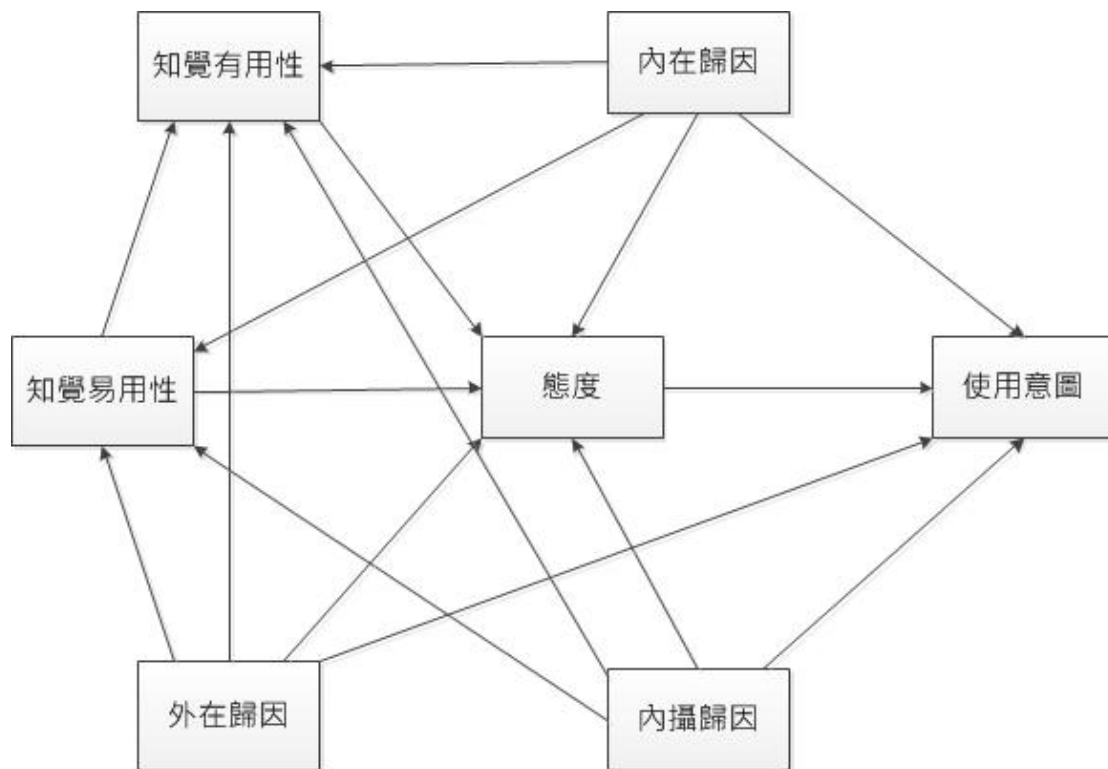 知覺有用性
內在歸因
知覺易用性
態度
使用意圖
外在歸因
內攝歸因